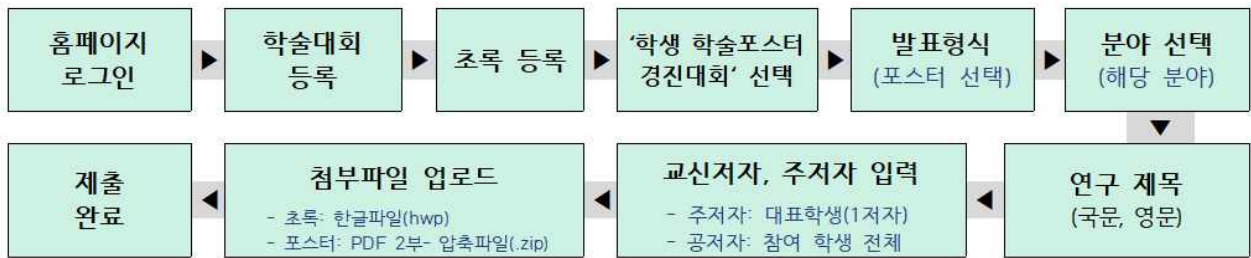 홈페이지
로그인
▶
학술대회
등록
▶
초록 등록
▶
‘학생 학술포스터
경진대회‘ 선택
▶
발표형식
(포스터 선택)
▶
분야 선택
(해당 분야)
▼
연구 제목
(국문, 영문)
◀
교신저자, 주저자 입력
- 주저자: 대표학생(1저자)
- 공저자: 참여 학생 전체
◀
첨부파일 업로드
- 초록: 한글파일(hwp)
- 포스터: PDF 2부- 압축파일(.zip)
◀
제출
완료